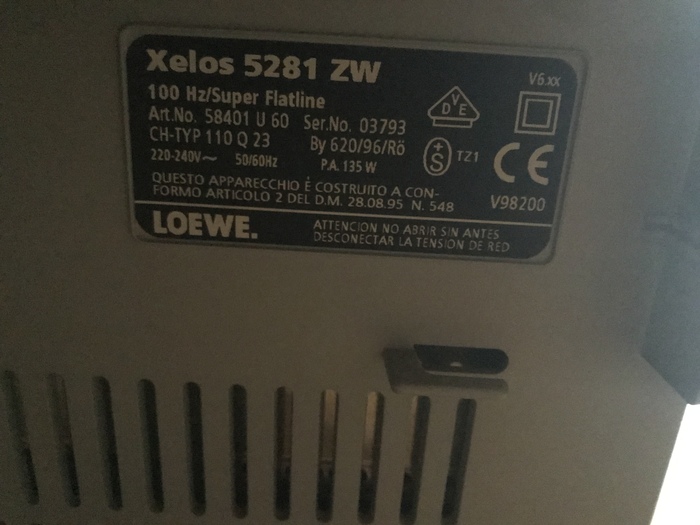 Xelos 5281 ZW
V6.xx
100 Hz/Super Flatline
Art.No. 58401 U 60 Ser.No. 03793
CH-TYP 110 Q 23 By 620/96/Rö
220-240V~ 50/60Hz P.A. 135 W
DVE
+S TZ1
CE
QUESTO APPARECCHIO È COSTRUITO A CON-
FORMO ARTICOLO 2 DEL D.M. 28.08.95 N. 548
V98200
LOEWE.
ATTENCION NO ABRIR SIN ANTES
DESCONECTAR LA TENSION DE RED